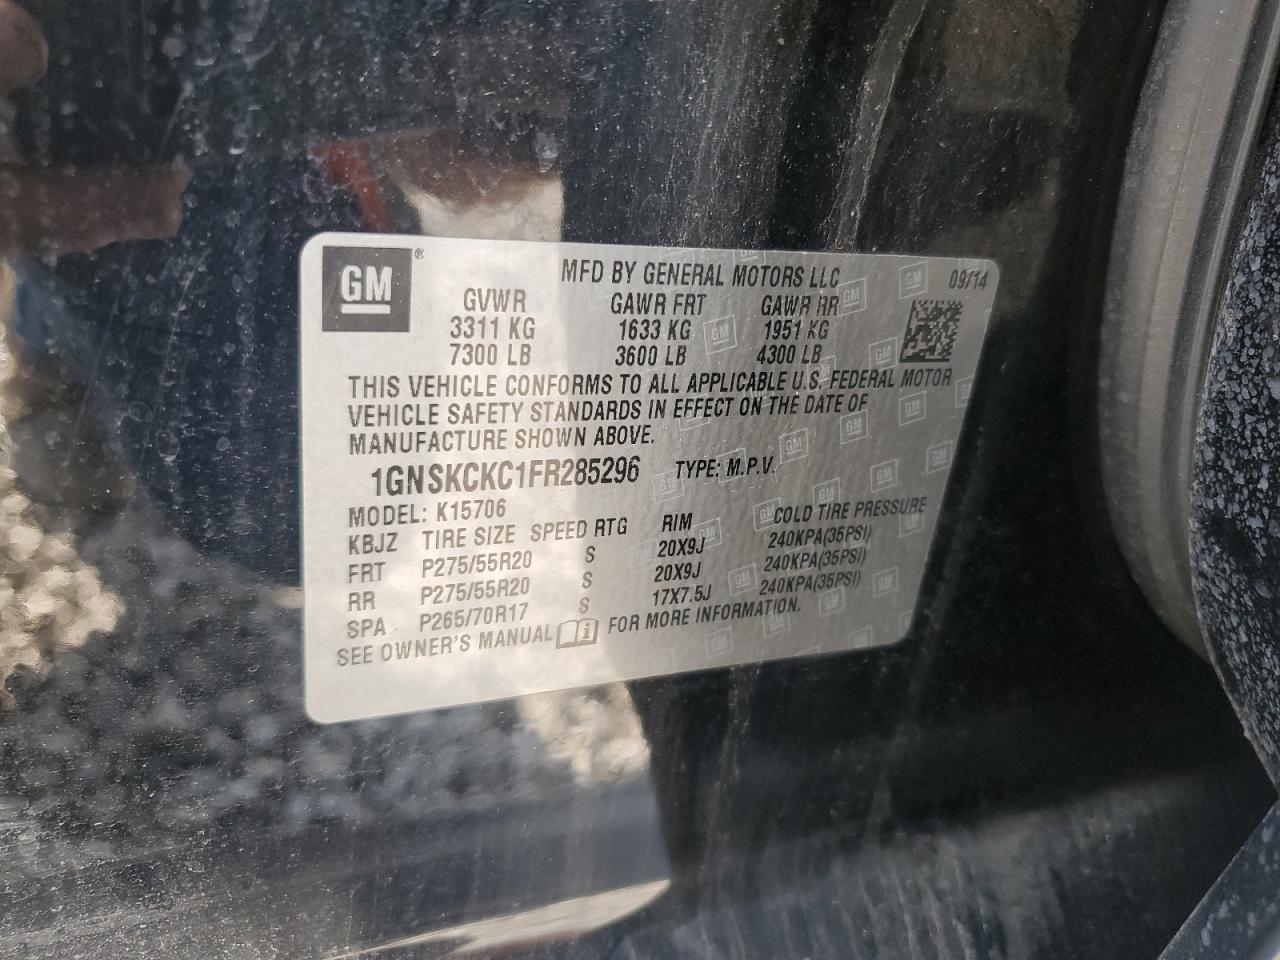 GM ® MFD BY GENERAL MOTORS LLC 09/14
GVWR GAWR FRT GAWR RR
3311 KG 1633 KG 1951 KG
7300 LB 3600 LB 4300 LB
THIS VEHICLE CONFORMS TO ALL APPLICABLE U.S. FEDERAL MOTOR
VEHICLE SAFETY STANDARDS IN EFFECT ON THE DATE OF
MANUFACTURE SHOWN ABOVE.
1GNSKCKC1FR285296 TYPE: M.P.V.
MODEL: K15706
KBJZ TIRE SIZE SPEED RTG RIM COLD TIRE PRESSURE
FRT P275/55R20 S 20X9J 240KPA(35PSI)
RR P275/55R20 S 20X9J 240KPA(35PSI)
SPA P265/70R17 S 17X7.5J 240KPA(35PSI)
SEE OWNER'S MANUAL FOR MORE INFORMATION.